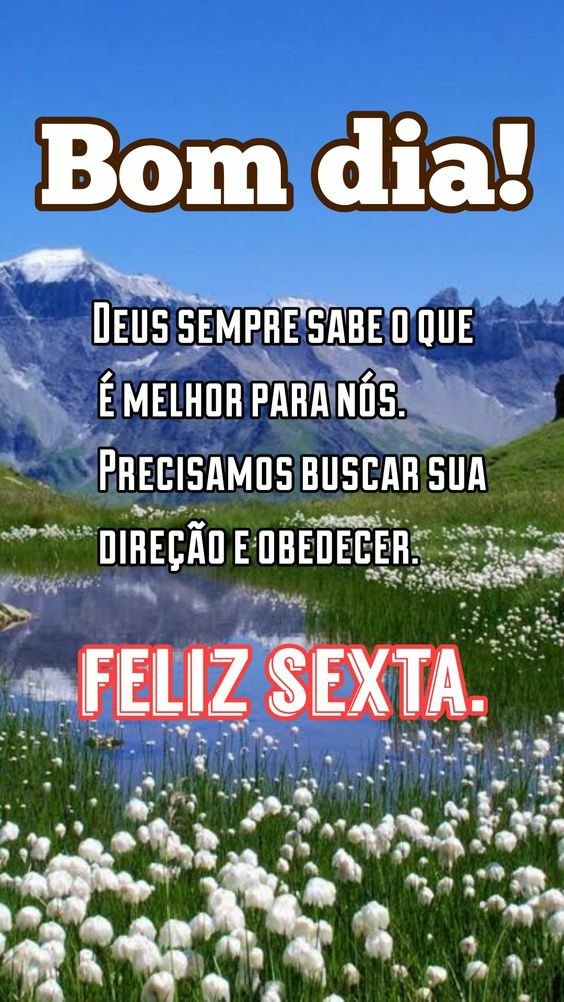 Bom dia!
Deus sempre sabe o que
é melhor para nós.
Precisamos buscar sua
direção e obedecer.
FELIZ SEXTA.